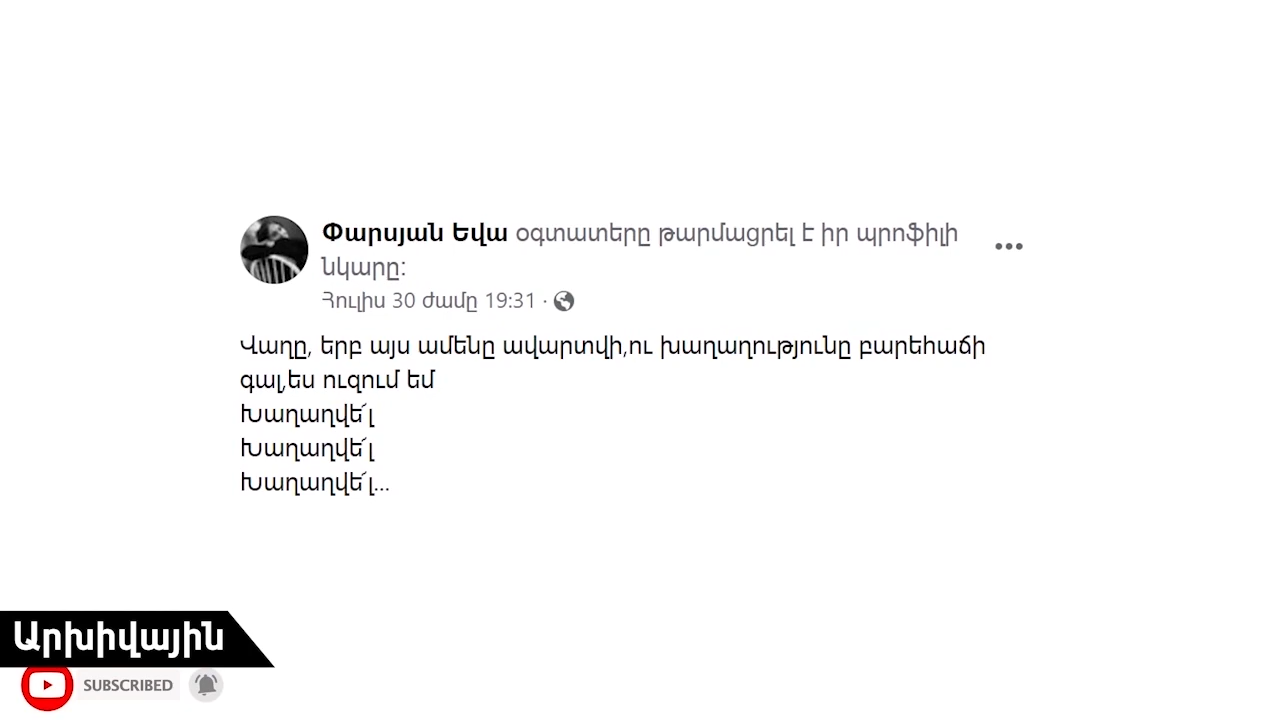 Փարսյան Եվա օգտատերը թարմացրել է իր պրոֆիլի
նկարը։
Հուլիս 30 ժամը 19:31 ·
Վաղը, երբ այս ամենը ավարտվի,ու խաղաղությունը բարեհաճի
գալ,ես ուզում եմ
Խաղաղվե՜լ
Խաղաղվե՜լ
Խաղաղվե՜լ...
Արխիվային
SUBSCRIBED